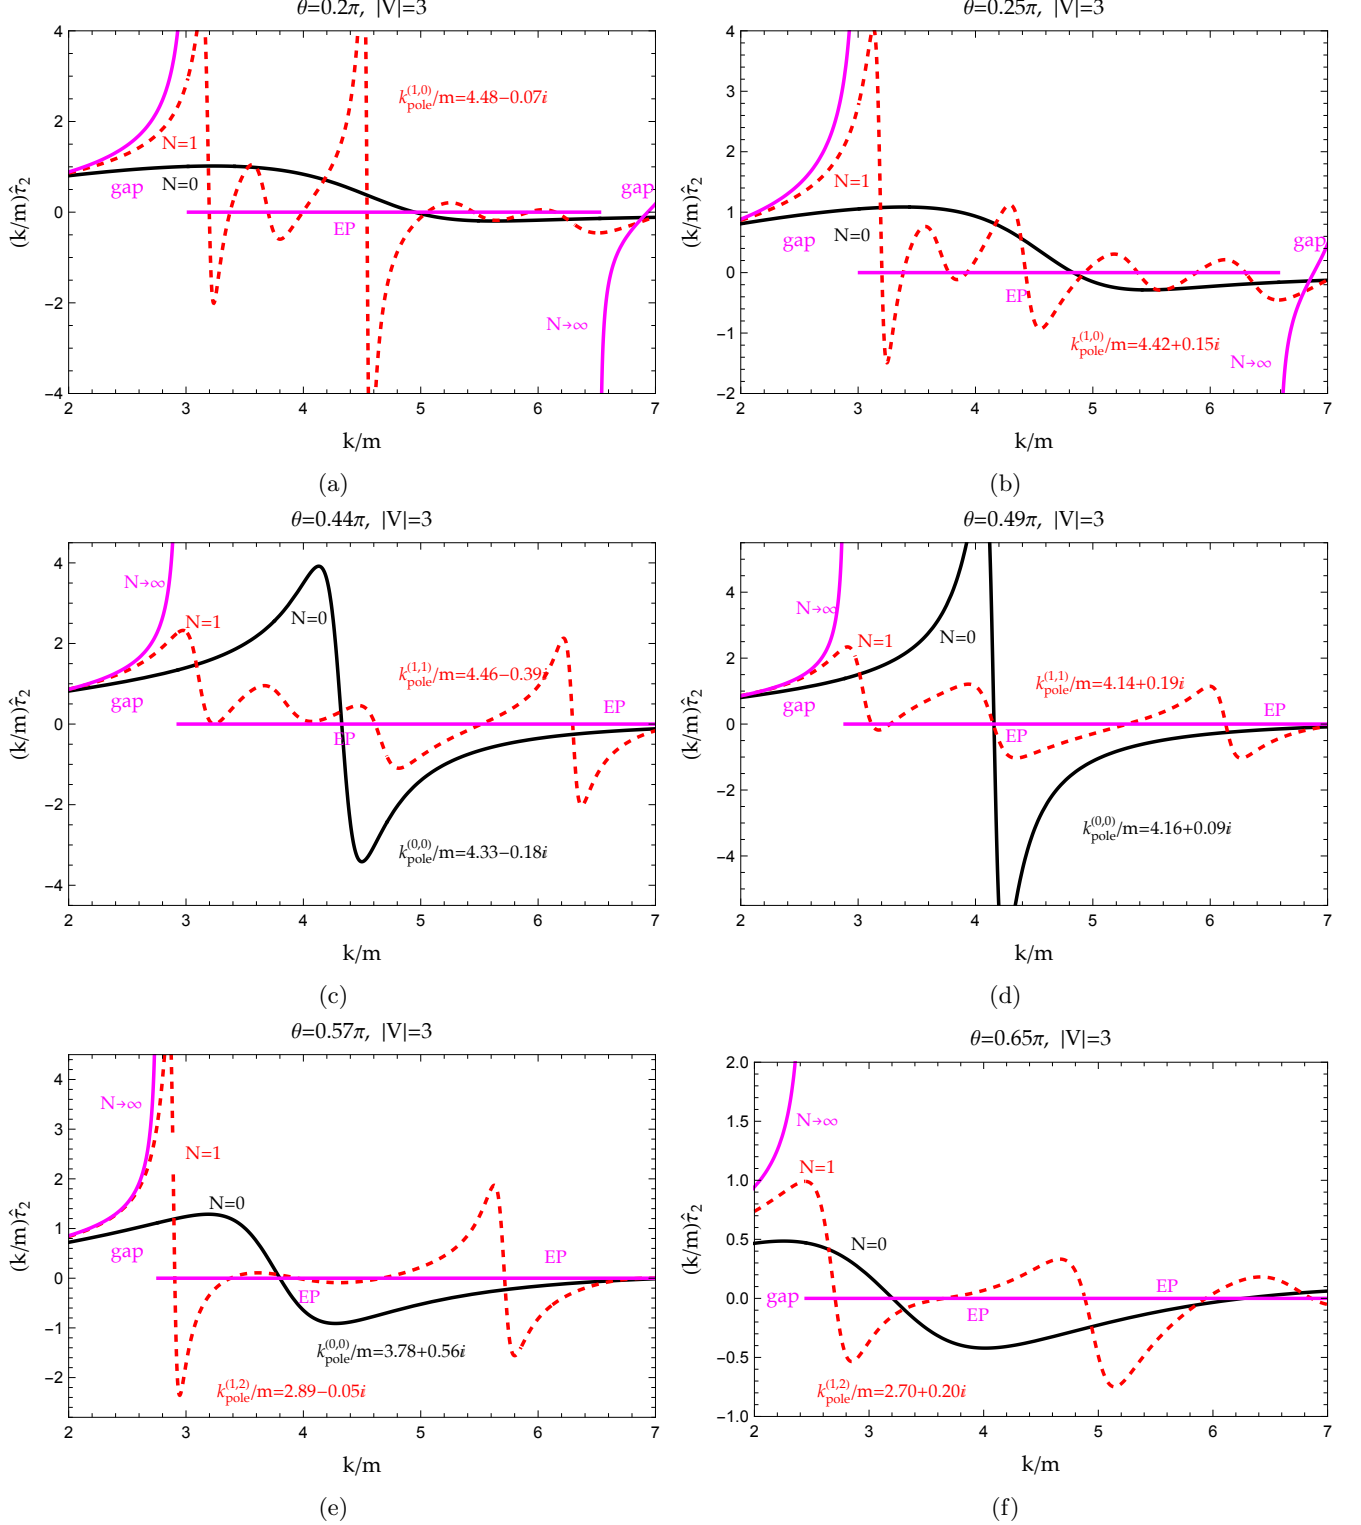 θ=0.2π, |V|=3
4
2
0
−2
−4
(k/m)τ̂₂
k_pole^(1,0)/m=4.48−0.07i
N=1
gap
N=0
gap
EP
N→∞
2 3 4 5 6 7
k/m
(a)
θ=0.25π, |V|=3
4
3
2
1
0
−1
−2
(k/m)τ̂₂
N=1
gap
N=0
gap
EP
k_pole^(1,0)/m=4.42+0.15i
N→∞
2 3 4 5 6 7
k/m
(b)
θ=0.44π, |V|=3
4
2
0
−2
−4
(k/m)τ̂₂
N→∞
N=1
N=0
k_pole^(1,1)/m=4.46−0.39i
gap
EP
EP
k_pole^(0,0)/m=4.33−0.18i
2 3 4 5 6 7
k/m
(c)
θ=0.49π, |V|=3
4
2
0
−2
−4
(k/m)τ̂₂
N→∞
N=1
N=0
k_pole^(1,1)/m=4.14+0.19i
gap
EP
EP
k_pole^(0,0)/m=4.16+0.09i
2 3 4 5 6 7
k/m
(d)
θ=0.57π, |V|=3
4
3
2
1
0
−1
−2
(k/m)τ̂₂
N→∞
N=1
N=0
gap
EP
EP
k_pole^(0,0)/m=3.78+0.56i
k_pole^(1,2)/m=2.89−0.05i
2 3 4 5 6 7
k/m
(e)
θ=0.65π, |V|=3
2.0
1.5
1.0
0.5
0.0
−0.5
−1.0
(k/m)τ̂₂
N→∞
N=1
N=0
gap
EP
EP
k_pole^(1,2)/m=2.70+0.20i
2 3 4 5 6 7
k/m
(f)